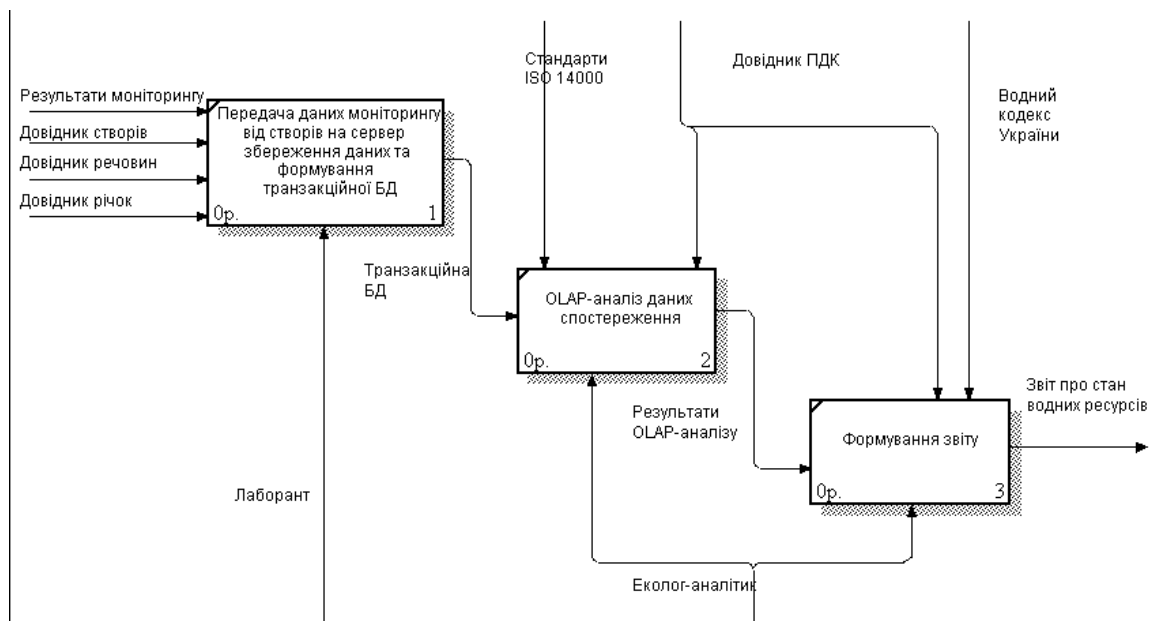 Стандарти
ISO 14000
Довідник ПДК
Водний
кодекс
України
Результати моніторингу
Довідник створів
Довідник речовин
Довідник річок
Передача даних моніторингу
від створів на сервер
збереження даних та
формування
транзакційної БД
0р. 1
Транзакційна
БД
OLAP-аналіз даних
спостереження
0р. 2
Результати
OLAP-аналізу
Формування звіту
0р. 3
Звіт про стан
водних ресурсів
Лаборант
Еколог-аналітик